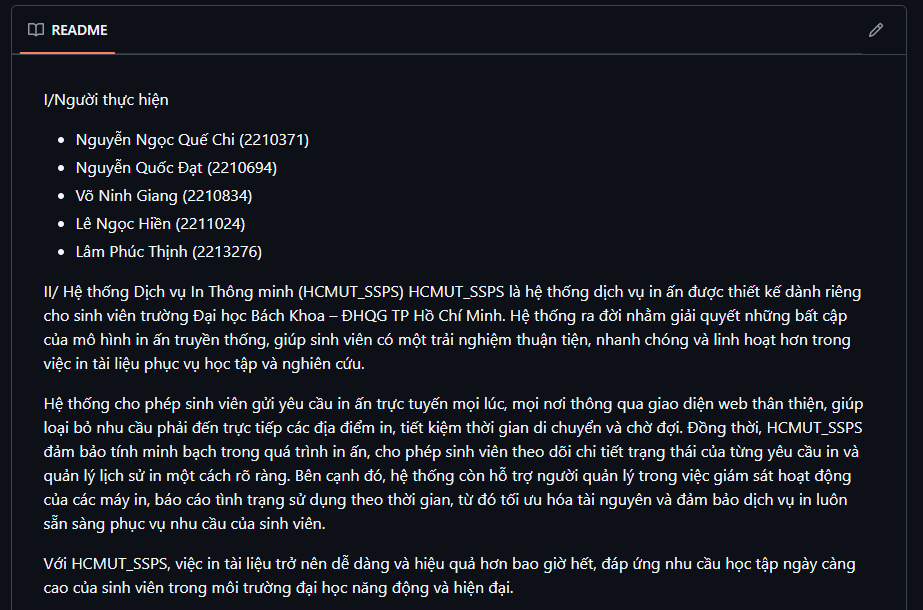 README
I/Người thực hiện
Nguyễn Ngọc Quế Chi (2210371)
Nguyễn Quốc Đạt (2210694)
Võ Ninh Giang (2210834)
Lê Ngọc Hiền (2211024)
Lâm Phúc Thịnh (2213276)
II/ Hệ thống Dịch vụ In Thông minh (HCMUT_SSPS) HCMUT_SSPS là hệ thống dịch vụ in ấn được thiết kế dành riêng
cho sinh viên trường Đại học Bách Khoa – ĐHQG TP Hồ Chí Minh. Hệ thống ra đời nhằm giải quyết những bất cập
của mô hình in ấn truyền thống, giúp sinh viên có một trải nghiệm thuận tiện, nhanh chóng và linh hoạt hơn trong
việc in tài liệu phục vụ học tập và nghiên cứu.
Hệ thống cho phép sinh viên gửi yêu cầu in ấn trực tuyến mọi lúc, mọi nơi thông qua giao diện web thân thiện, giúp
loại bỏ nhu cầu phải đến trực tiếp các địa điểm in, tiết kiệm thời gian di chuyển và chờ đợi. Đồng thời, HCMUT_SSPS
đảm bảo tính minh bạch trong quá trình in ấn, cho phép sinh viên theo dõi chi tiết trạng thái của từng yêu cầu in và
quản lý lịch sử in một cách rõ ràng. Bên cạnh đó, hệ thống còn hỗ trợ người quản lý trong việc giám sát hoạt động
của các máy in, báo cáo tình trạng sử dụng theo thời gian, từ đó tối ưu hóa tài nguyên và đảm bảo dịch vụ in luôn
sẵn sàng phục vụ nhu cầu của sinh viên.
Với HCMUT_SSPS, việc in tài liệu trở nên dễ dàng và hiệu quả hơn bao giờ hết, đáp ứng nhu cầu học tập ngày càng
cao của sinh viên trong môi trường đại học năng động và hiện đại.